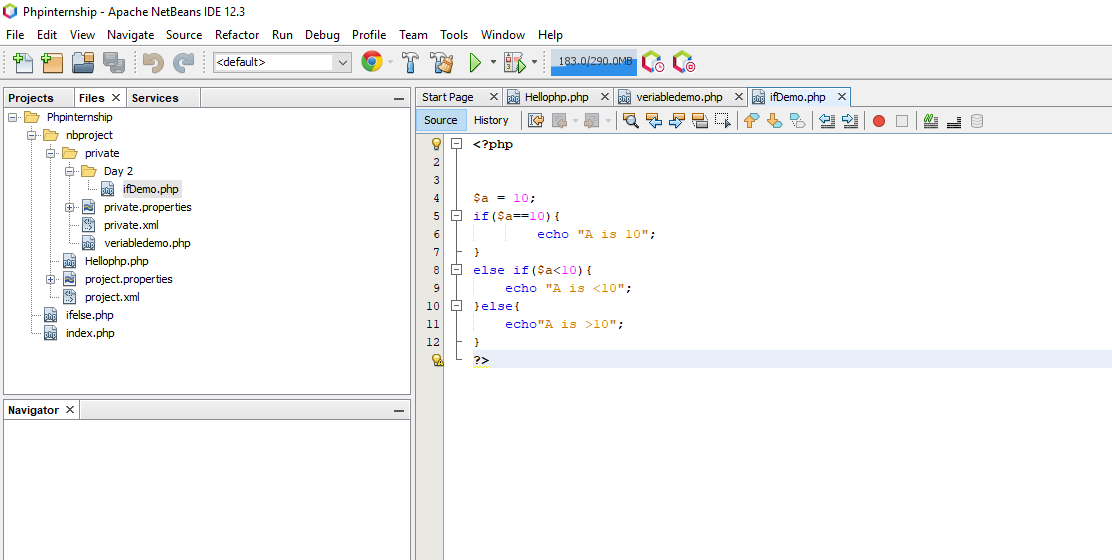 Phpinternship - Apache NetBeans IDE 12.3
File Edit View Navigate Source Refactor Run Debug Profile Team Tools Window Help
<default>
183.0/290.0MB
Projects Files Services
Phpinternship
nbproject
private
Day 2
ifDemo.php
private.properties
private.xml
veriabledemo.php
Hellophp.php
project.properties
project.xml
ifelse.php
index.php
Navigator
Start Page Hellophp.php veriabledemo.php ifDemo.php
Source History
<?php
2
3
4 $a = 10;
5 if($a==10){
6 echo "A is 10";
7 }
8 else if($a<10){
9 echo "A is <10";
10 }else{
11 echo"A is >10";
12 }
?>